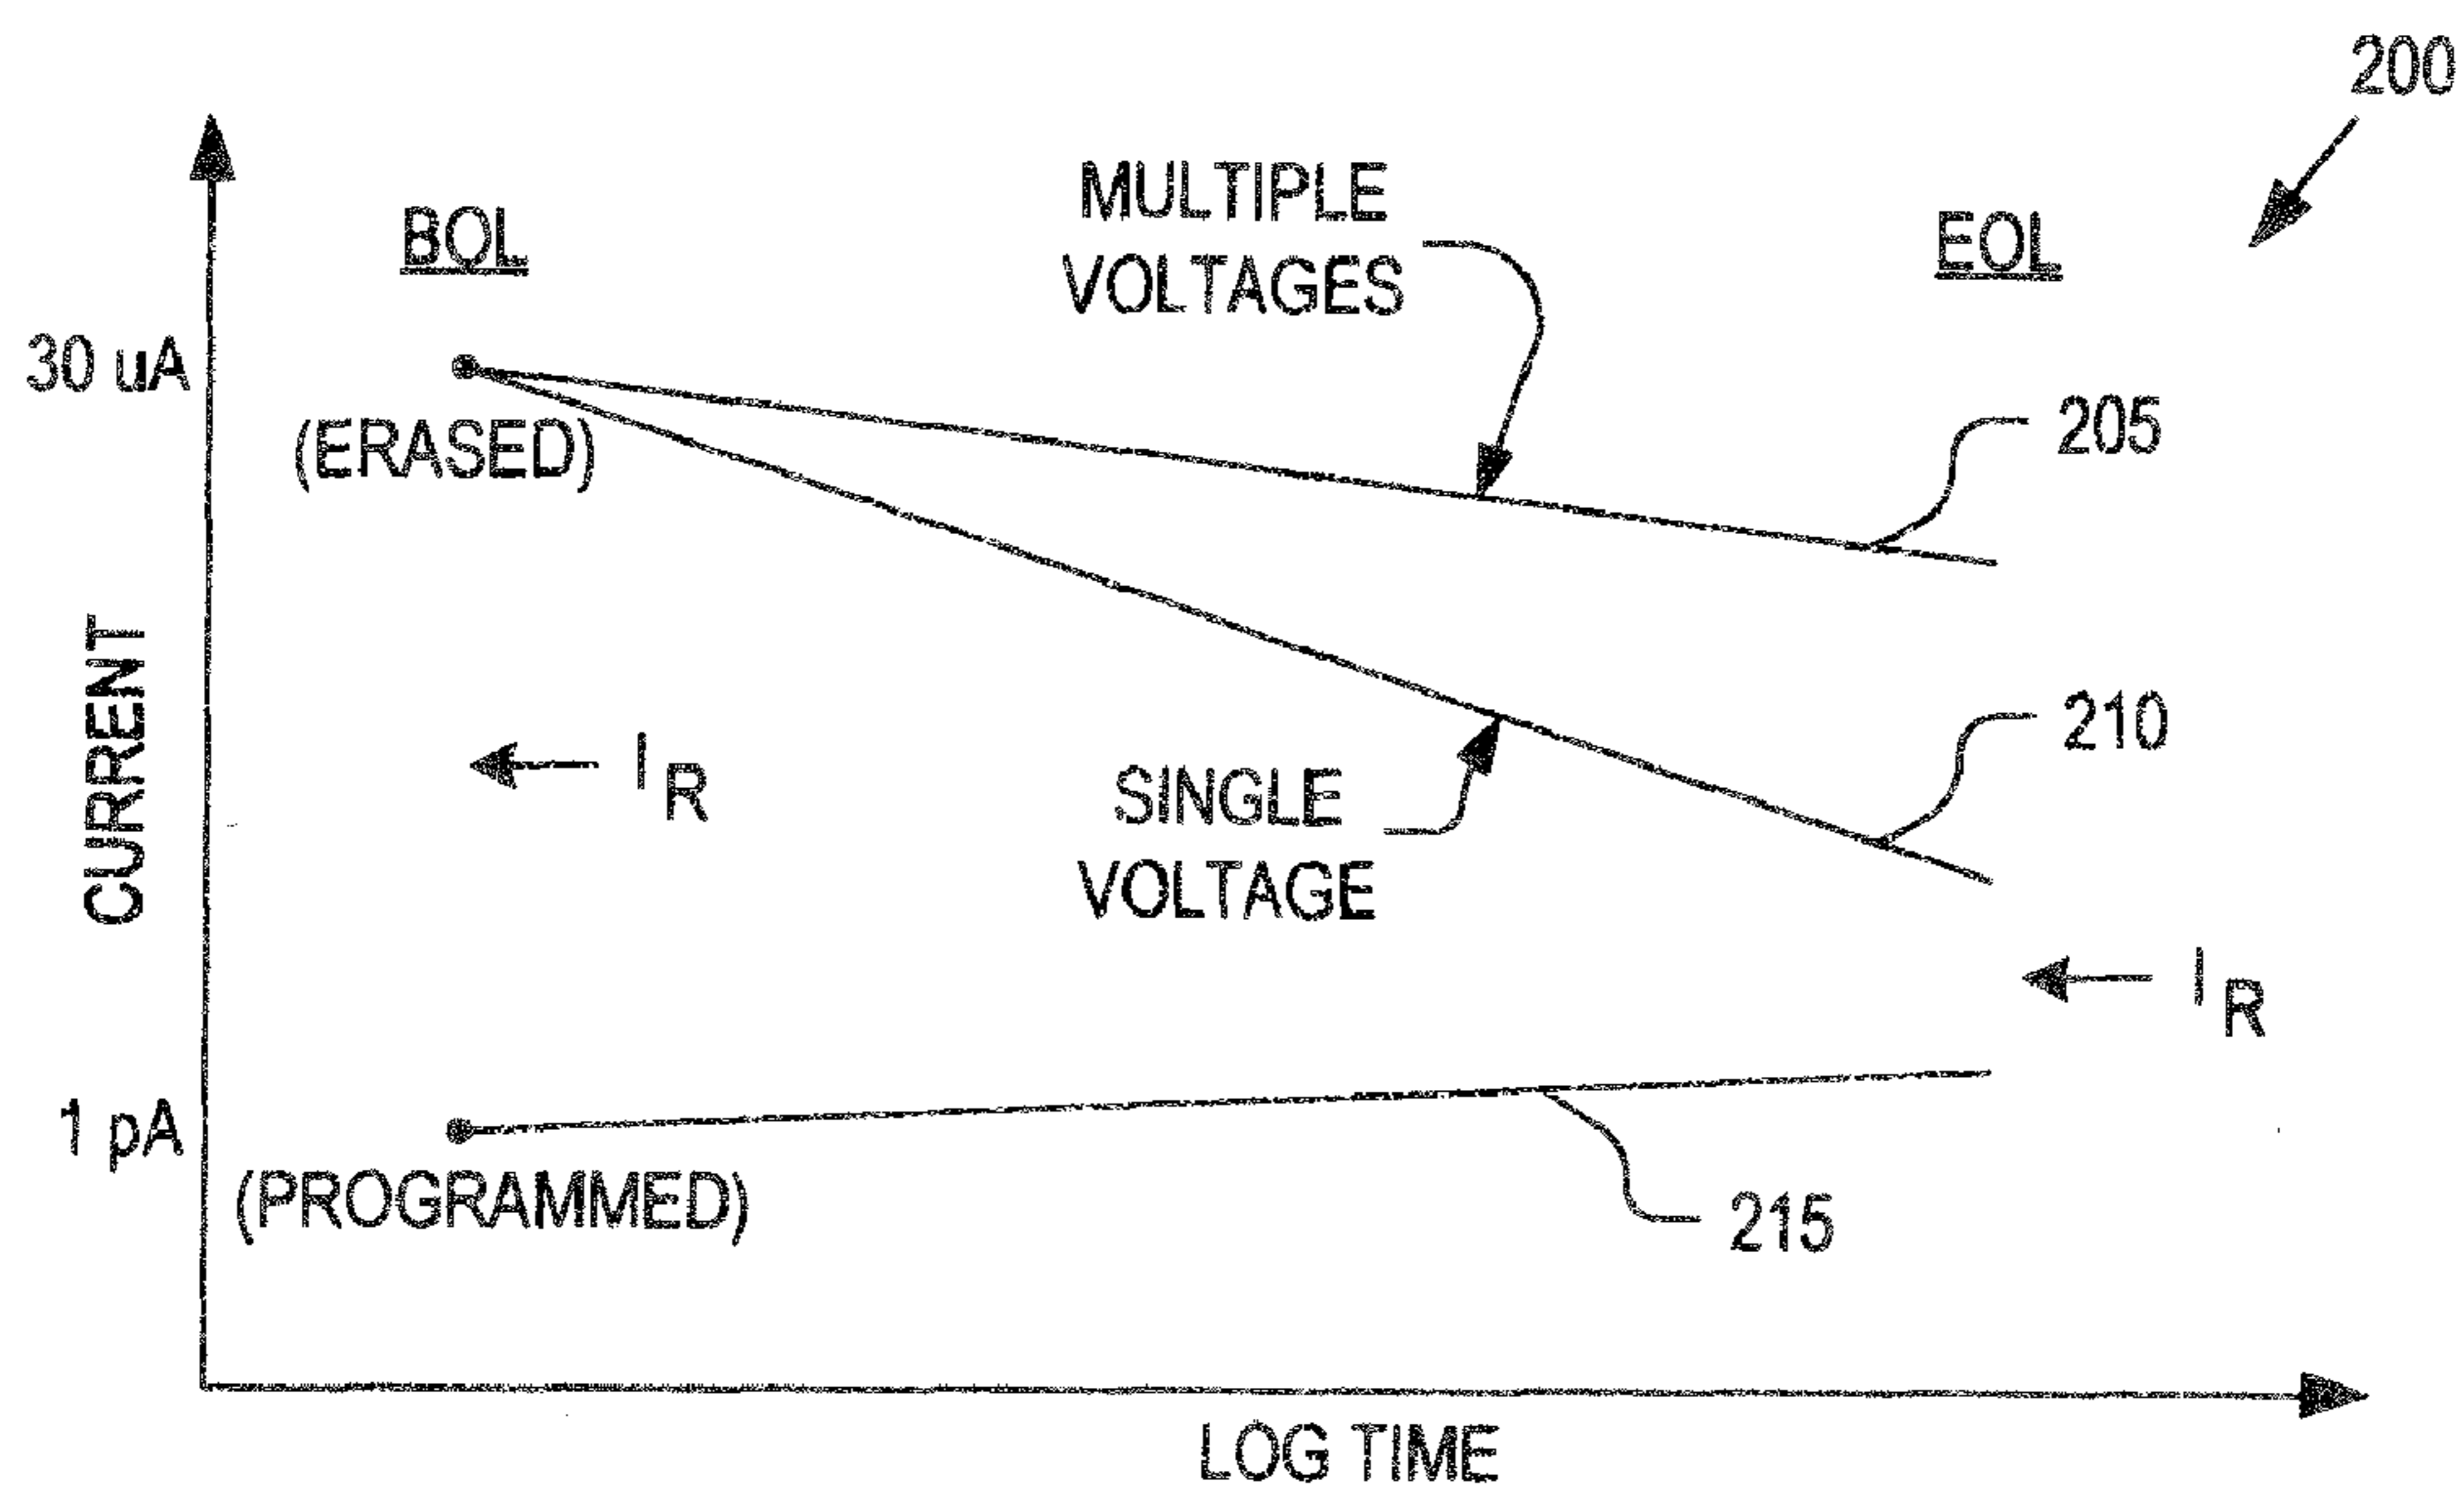 200
MULTIPLE
VOLTAGES
BOL
EOL
30 uA
(ERASED)
205
CURRENT
210
I R
SINGLE
VOLTAGE
I R
1 pA
(PROGRAMMED)
215
LOG TIME